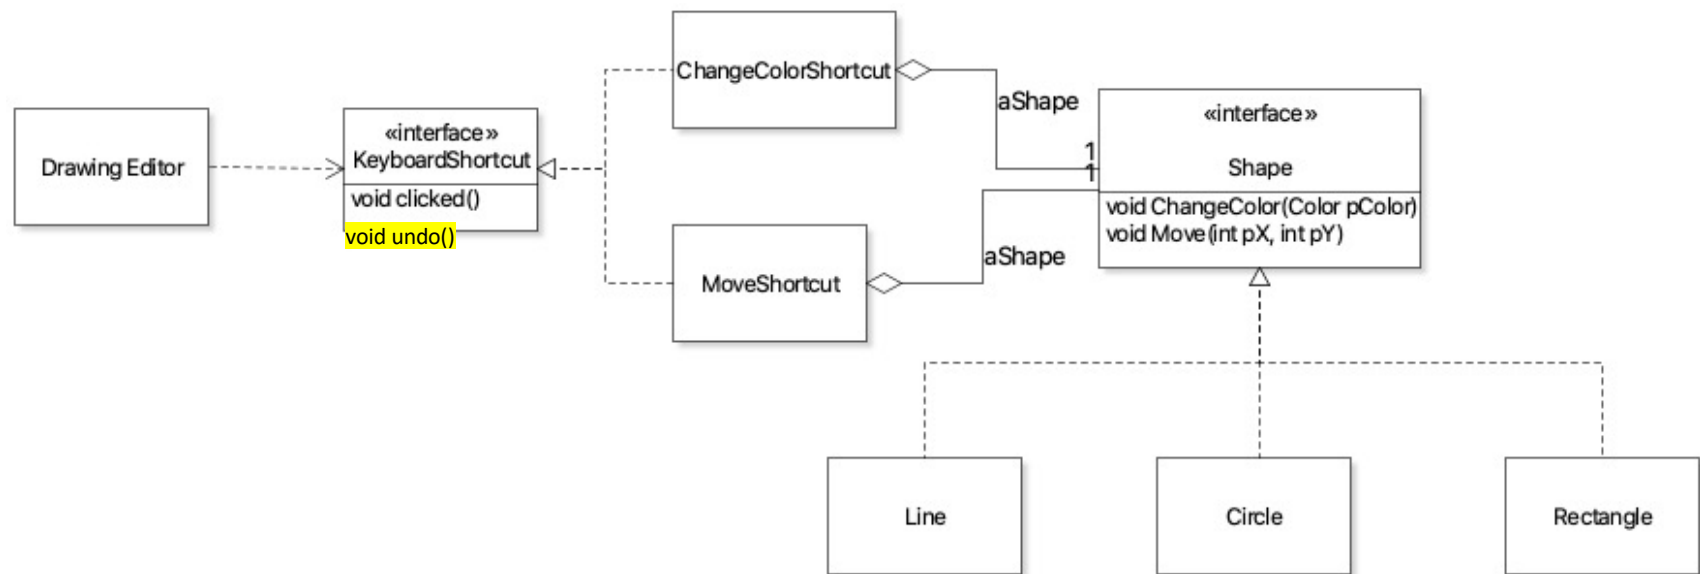 ChangeColorShortcut
aShape
«interface»
Shape
1
1
void ChangeColor(Color pColor)
void Move(int pX, int pY)
Drawing Editor
«interface»
KeyboardShortcut
void clicked()
void undo()
MoveShortcut
aShape
Line
Circle
Rectangle